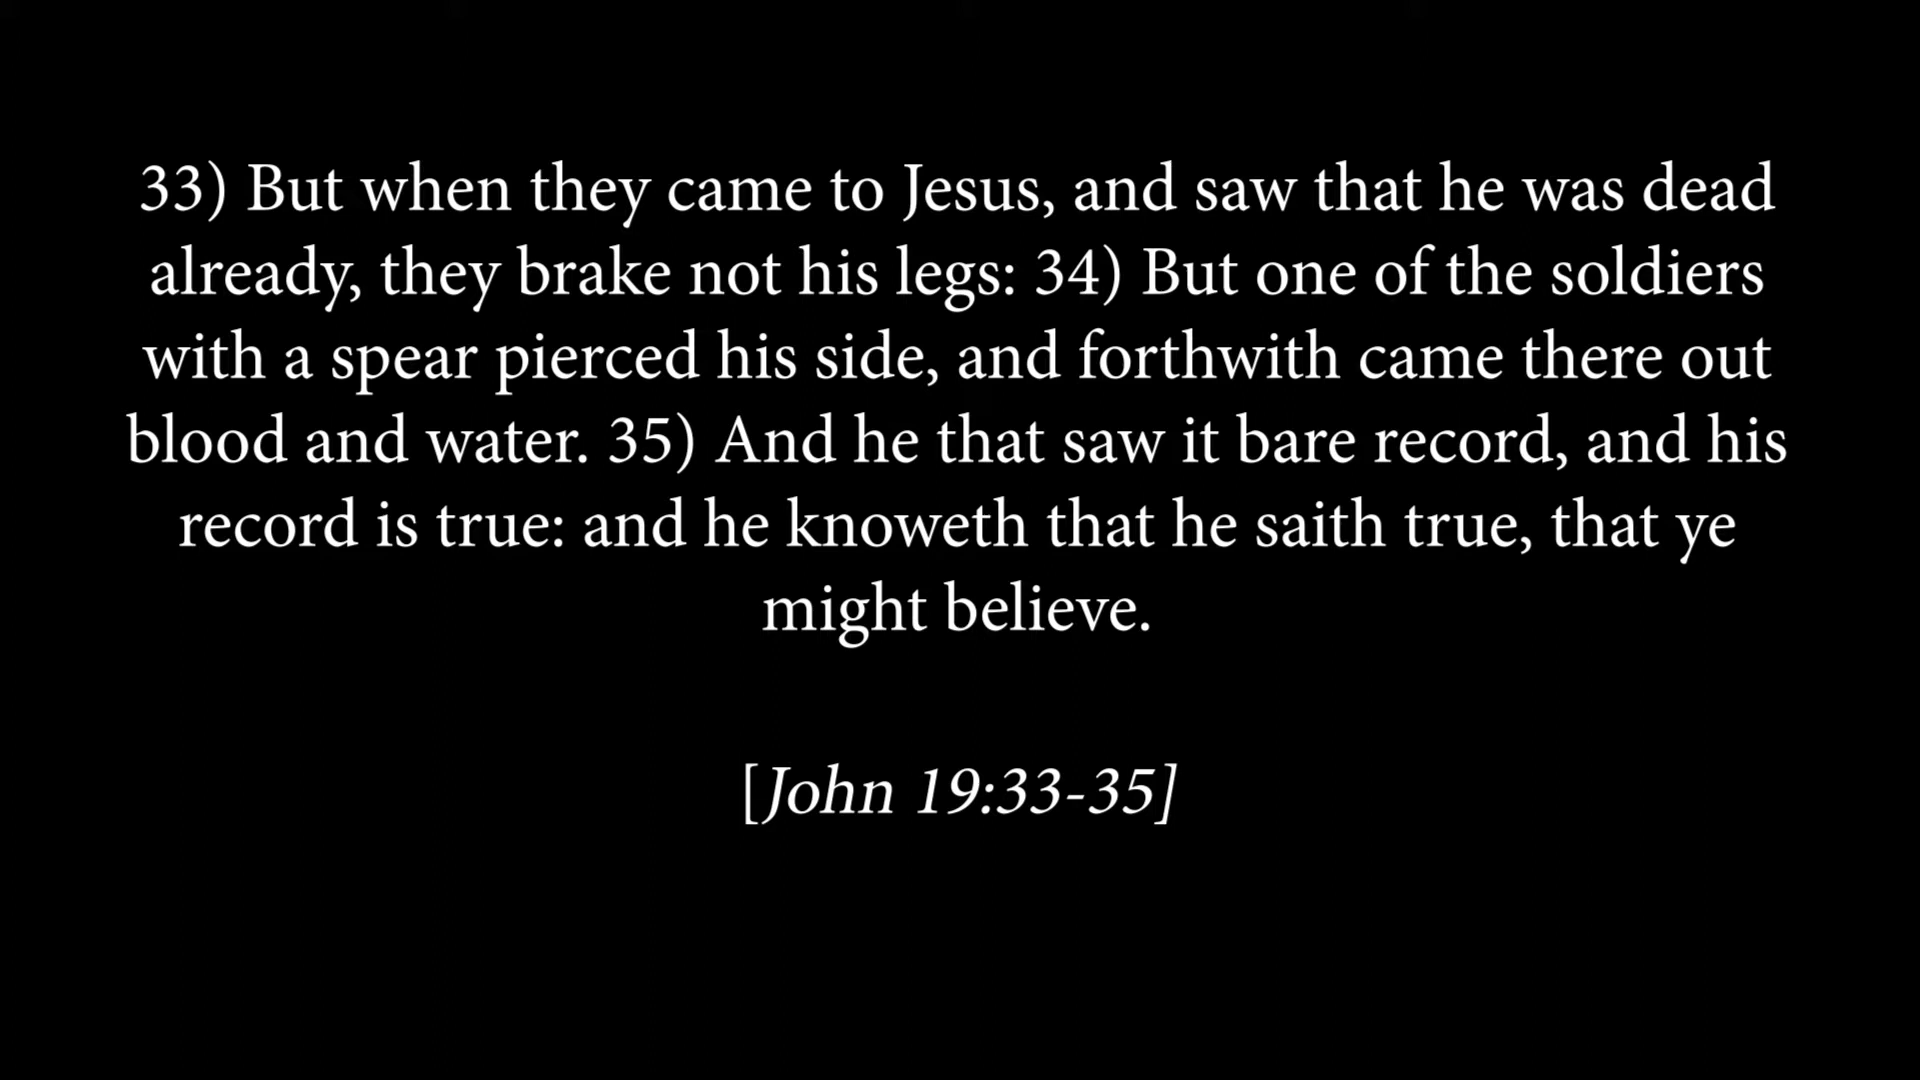 33) But when they came to Jesus, and saw that he was dead
already, they brake not his legs: 34) But one of the soldiers
with a spear pierced his side, and forthwith came there out
blood and water. 35) And he that saw it bare record, and his
record is true: and he knoweth that he saith true, that ye
might believe.
[John 19:33-35]